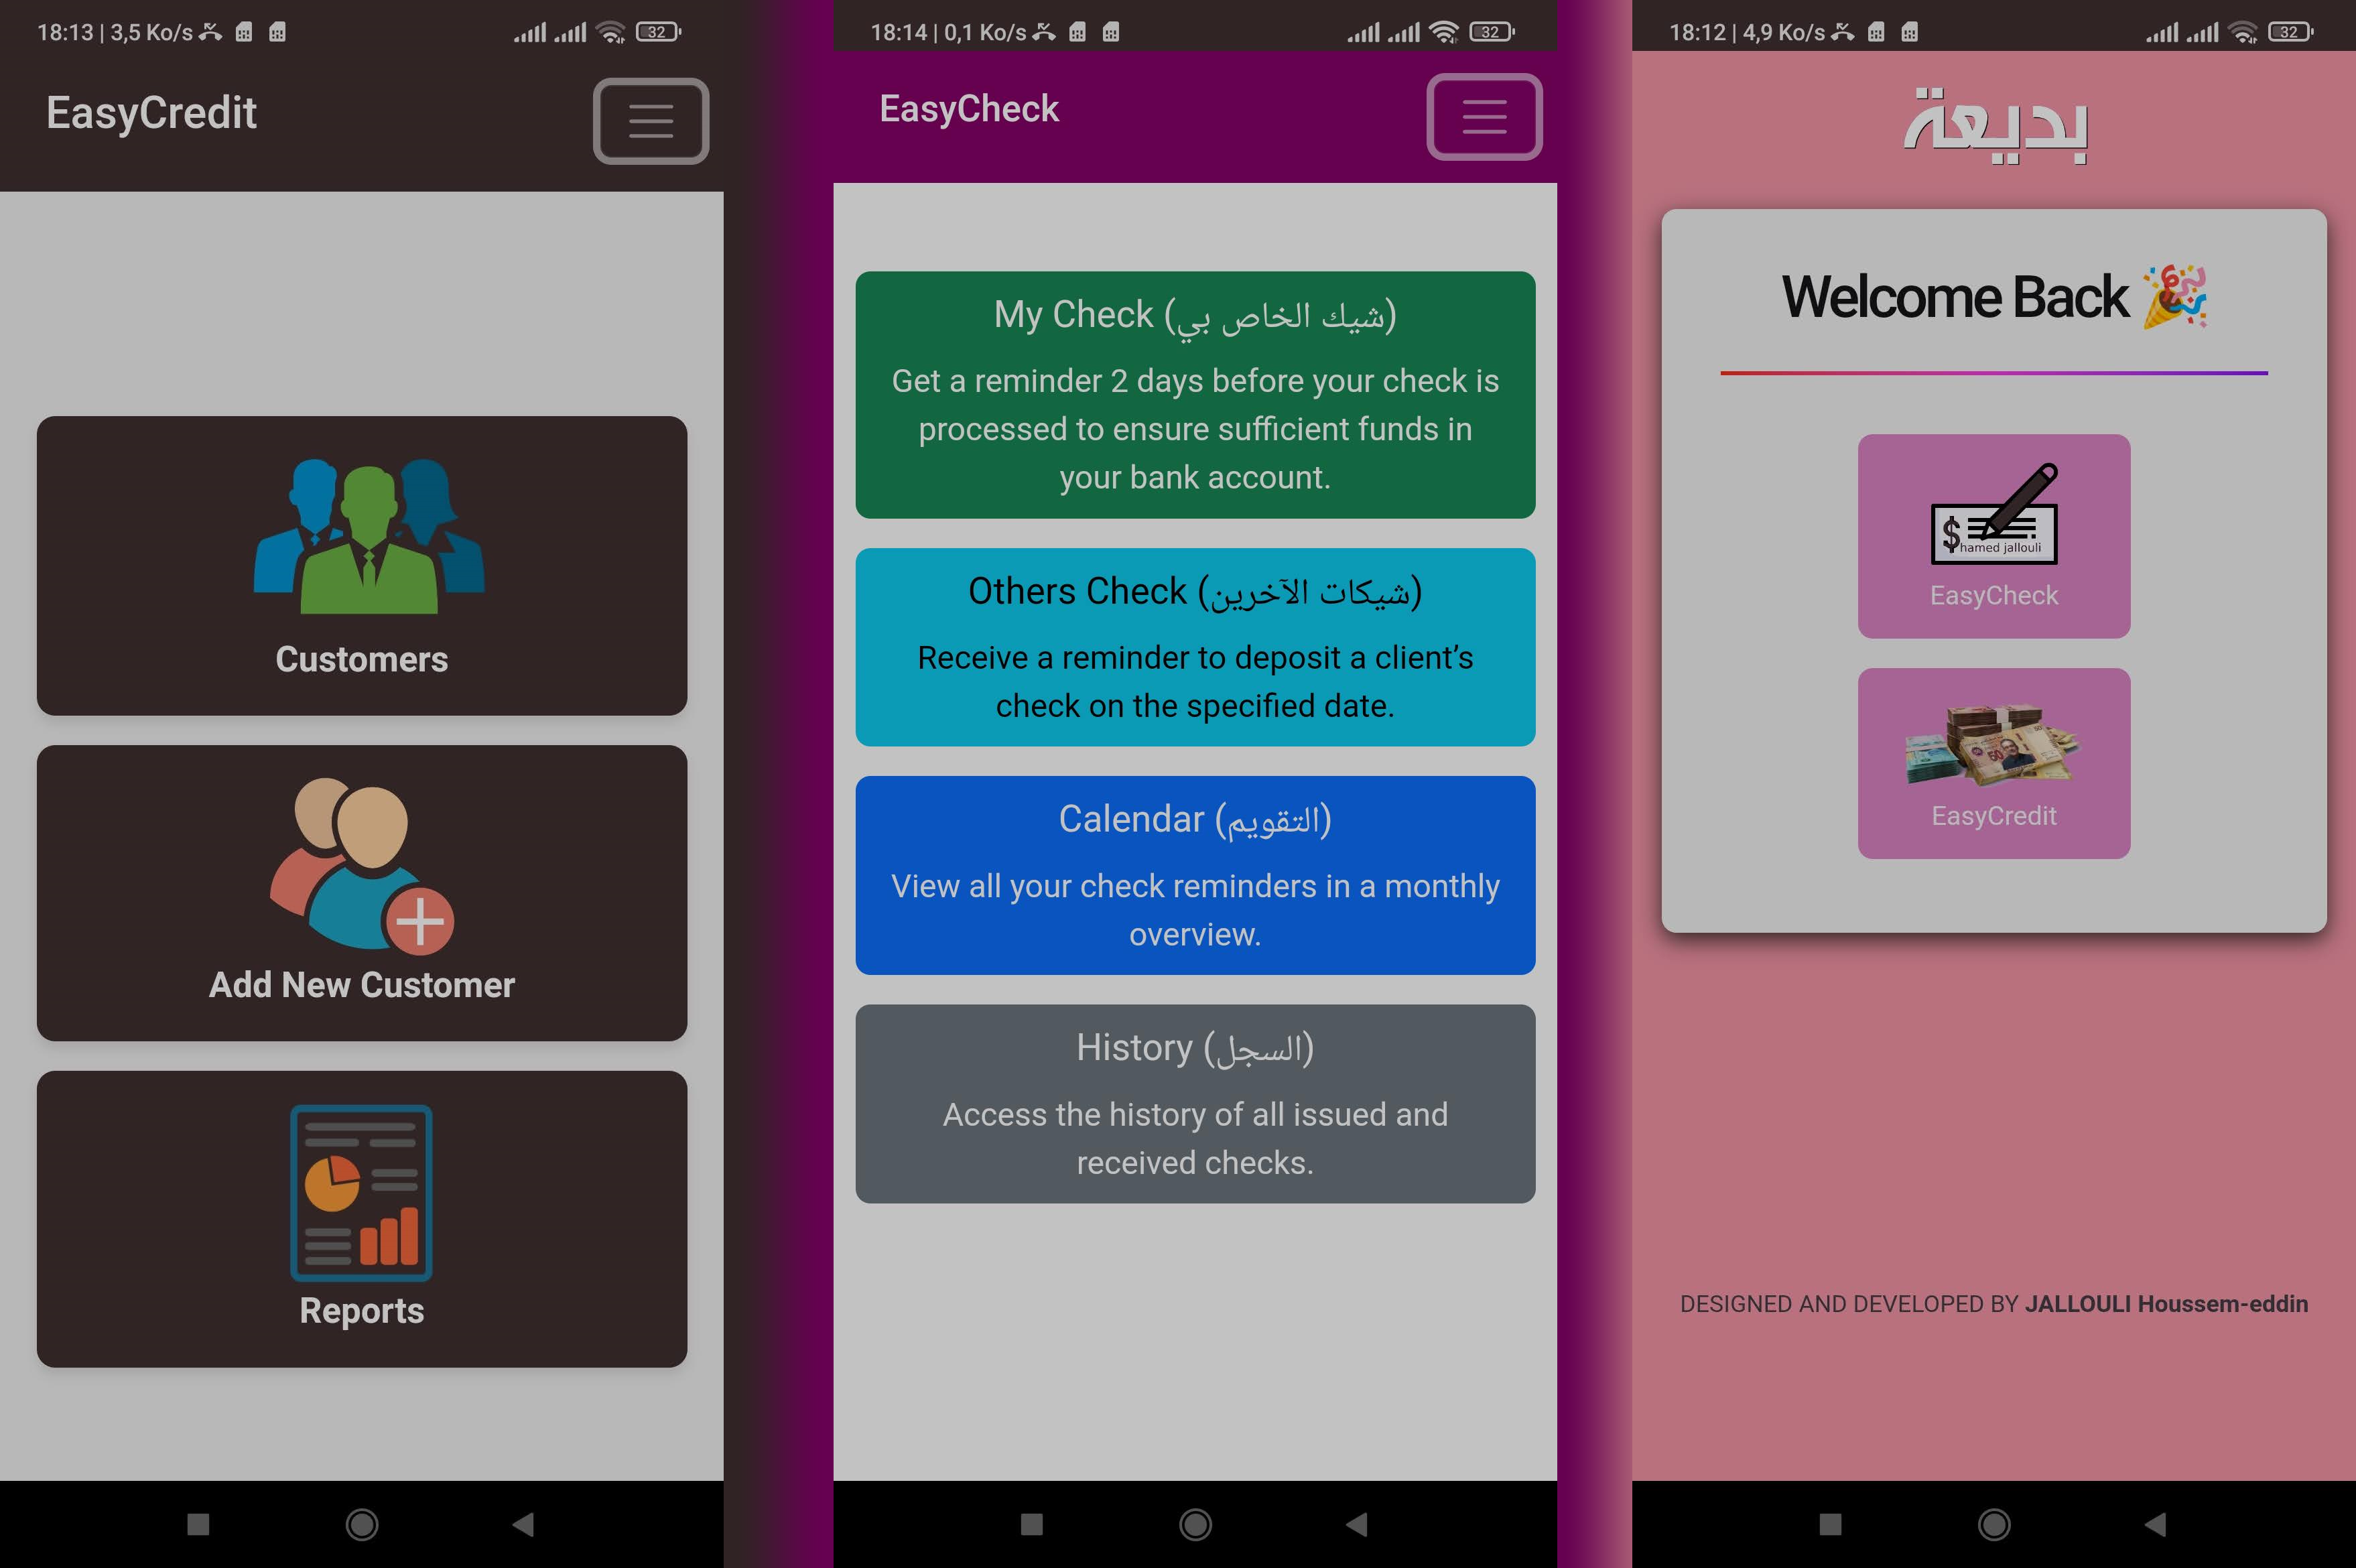 18:13 | 3,5 Ko/s
32
EasyCredit
Customers
Add New Customer
Reports
18:14 | 0,1 Ko/s
32
EasyCheck
My Check (شيك الخاص بي)
Get a reminder 2 days before your check is
processed to ensure sufficient funds in
your bank account.
Others Check (شيكات الآخرين)
Receive a reminder to deposit a client’s
check on the specified date.
Calendar (التقويم)
View all your check reminders in a monthly
overview.
History (السجل)
Access the history of all issued and
received checks.
18:12 | 4,9 Ko/s
32
بديعة
Welcome Back 🎉
$
hamed jallouli
EasyCheck
50
EasyCredit
DESIGNED AND DEVELOPED BY JALLOULI Houssem-eddin